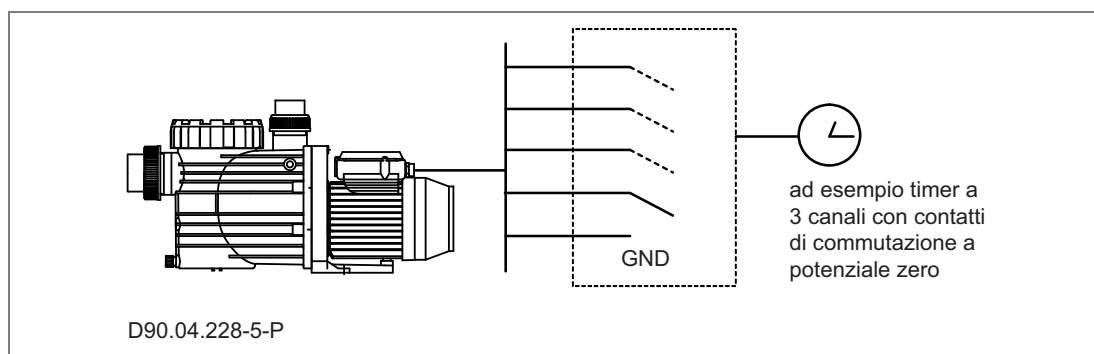 GND
ad esempio timer a
3 canali con contatti
di commutazione a
potenziale zero
D90.04.228-5-P